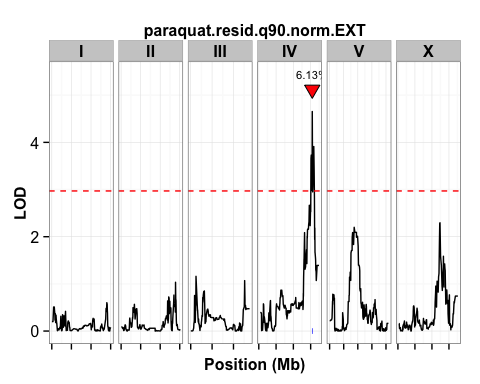 paraquat.resid.q90.norm.EXT
I II III IV V X
6.13%
4
2
0
LOD
Position (Mb)